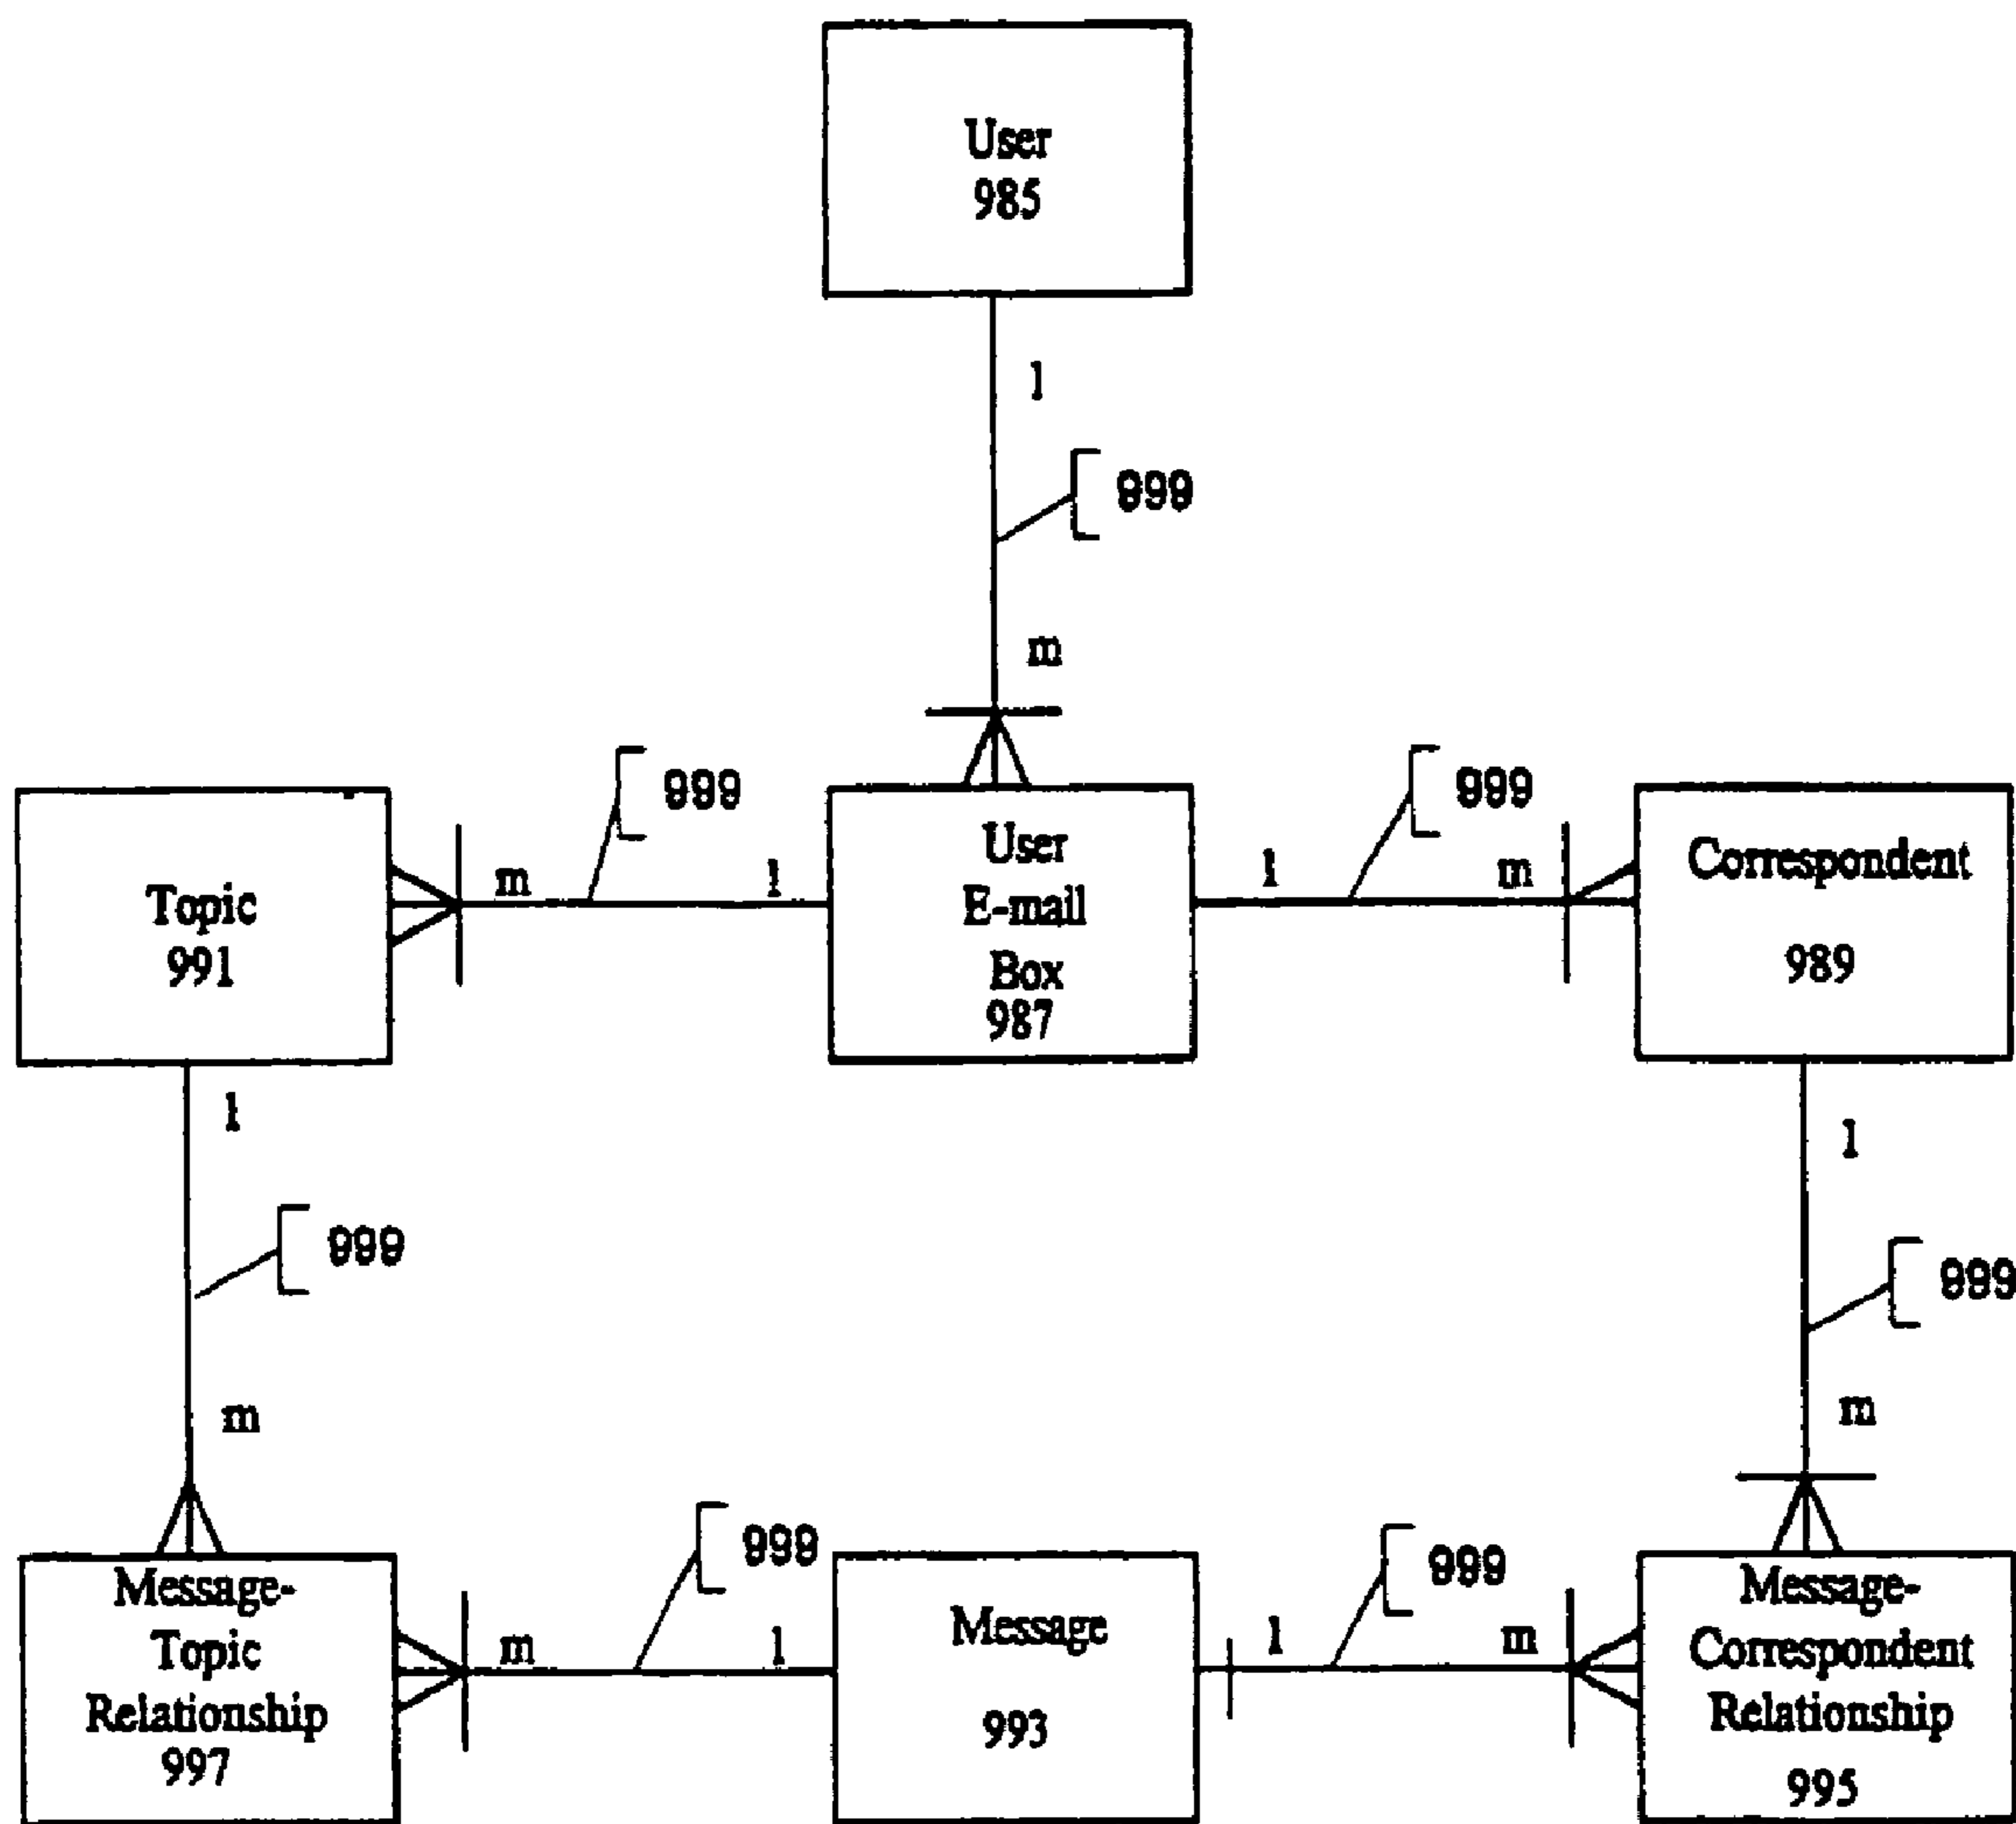 User
985
1
999
m
999
999
Topic
991
m
1
User
E-mail
Box
987
1
m
Correspondent
989
1
1
999
999
m
m
Message-
Topic
Relationship
997
m
999
1
Message
993
1
999
m
Message-
Correspondent
Relationship
995